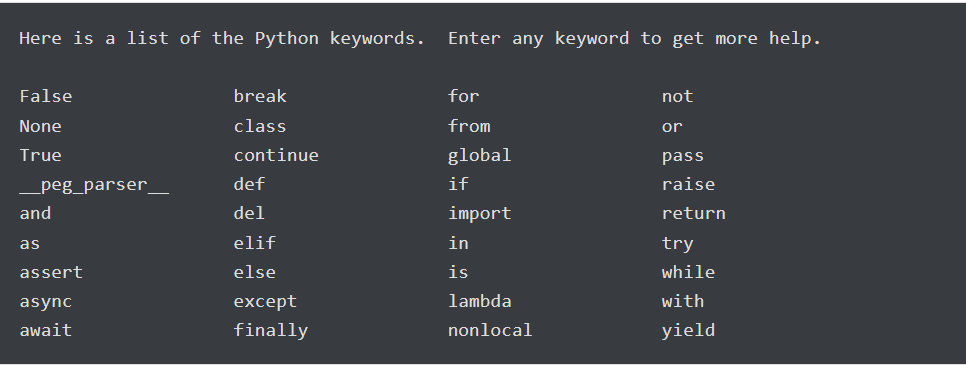 Here is a list of the Python keywords.  Enter any keyword to get more help.
False               break               for                 not
None                class               from                or
True                continue            global              pass
__peg_parser__      def                 if                  raise
and                 del                 import              return
as                  elif                in                  try
assert              else                is                  while
async               except              lambda              with
await               finally             nonlocal            yield